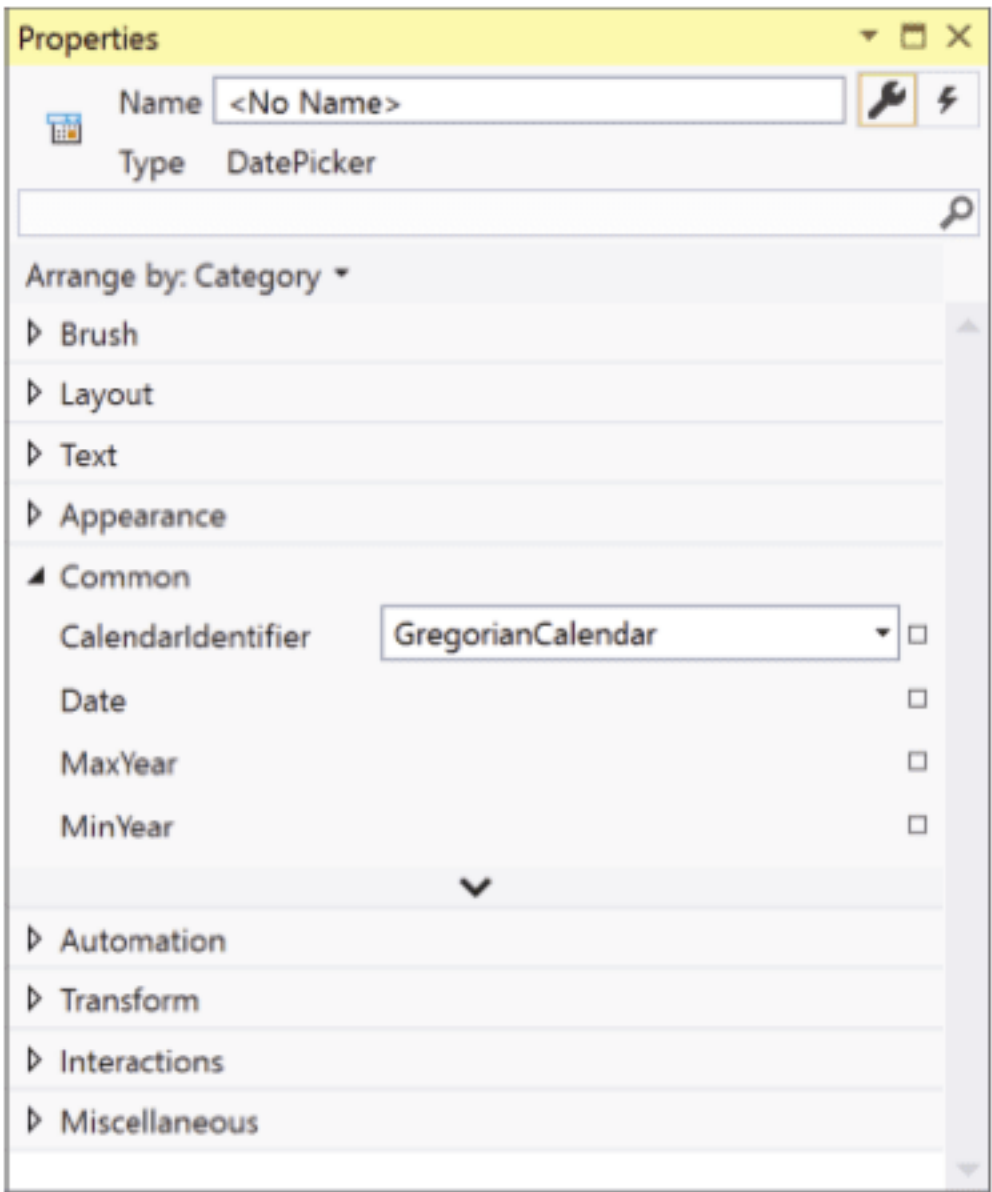 Properties
Name <No Name>
Type DatePicker
Arrange by: Category
Brush
Layout
Text
Appearance
Common
CalendarIdentifier GregorianCalendar
Date
MaxYear
MinYear
Automation
Transform
Interactions
Miscellaneous